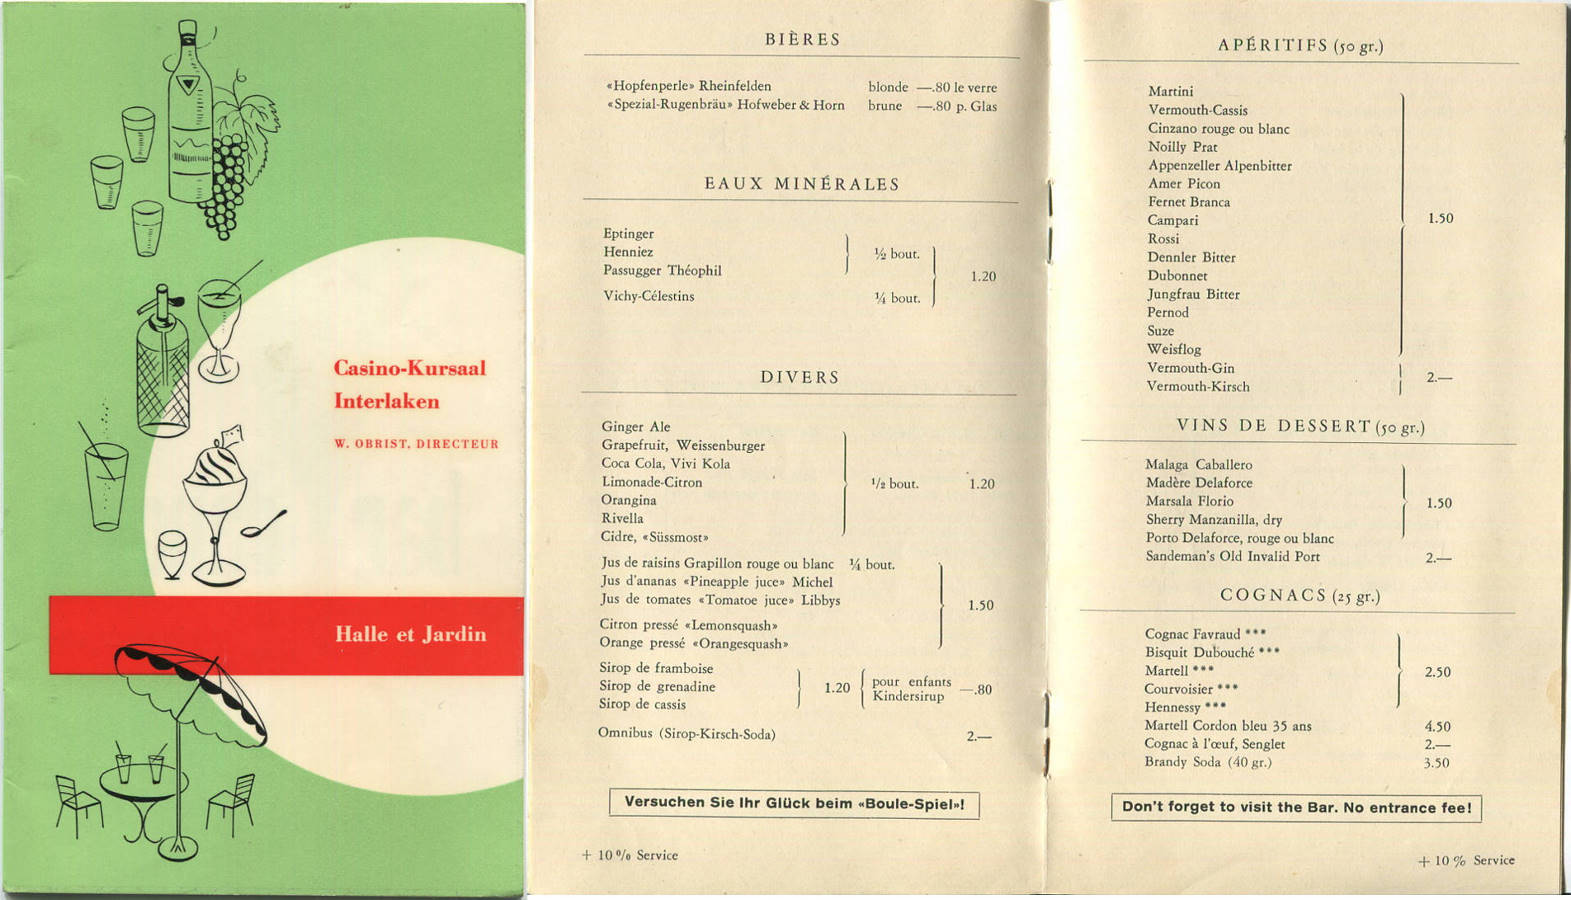 Casino-Kursaal
Interlaken
W. OBRIST, DIRECTEUR
Halle et Jardin
BIÈRES
«Hopfenperle» Rheinfelden blonde —.80 le verre
«Spezial-Rugenbräu» Hofweber & Horn brune —.80 p. Glas
EAUX MINÉRALES
Eptinger
Henniez ½ bout.
Passugger Théophil
1.20
Vichy-Célestins ¼ bout.
DIVERS
Ginger Ale
Grapefruit, Weissenburger
Coca Cola, Vivi Kola
Limonade-Citron 1/2 bout. 1.20
Orangina
Rivella
Cidre, «Süssmost»
Jus de raisins Grapillon rouge ou blanc ¼ bout.
Jus d'ananas «Pineapple juce» Michel
Jus de tomates «Tomatoe juce» Libbys
1.50
Citron pressé «Lemonsquash»
Orange pressé «Orangesquash»
Sirop de framboise
Sirop de grenadine 1.20 pour enfants Kindersirup —.80
Sirop de cassis
Omnibus (Sirop-Kirsch-Soda) 2.—
Versuchen Sie Ihr Glück beim «Boule-Spiel»!
+ 10 % Service
APÉRITIFS (50 gr.)
Martini
Vermouth-Cassis
Cinzano rouge ou blanc
Noilly Prat
Appenzeller Alpenbitter
Amer Picon
Fernet Branca
Campari 1.50
Rossi
Dennler Bitter
Dubonnet
Jungfrau Bitter
Pernod
Suze
Weisflog
Vermouth-Gin
2.—
Vermouth-Kirsch
VINS DE DESSERT (50 gr.)
Malaga Caballero
Madère Delaforce
Marsala Florio 1.50
Sherry Manzanilla, dry
Porto Delaforce, rouge ou blanc
Sandeman's Old Invalid Port 2.—
COGNACS (25 gr.)
Cognac Favraud ***
Bisquit Dubouché ***
Martell *** 2.50
Courvoisier ***
Hennessy ***
Martell Cordon bleu 35 ans 4.50
Cognac à l'œuf, Senglet 2.—
Brandy Soda (40 gr.) 3.50
Don't forget to visit the Bar. No entrance fee!
+ 10 % Service